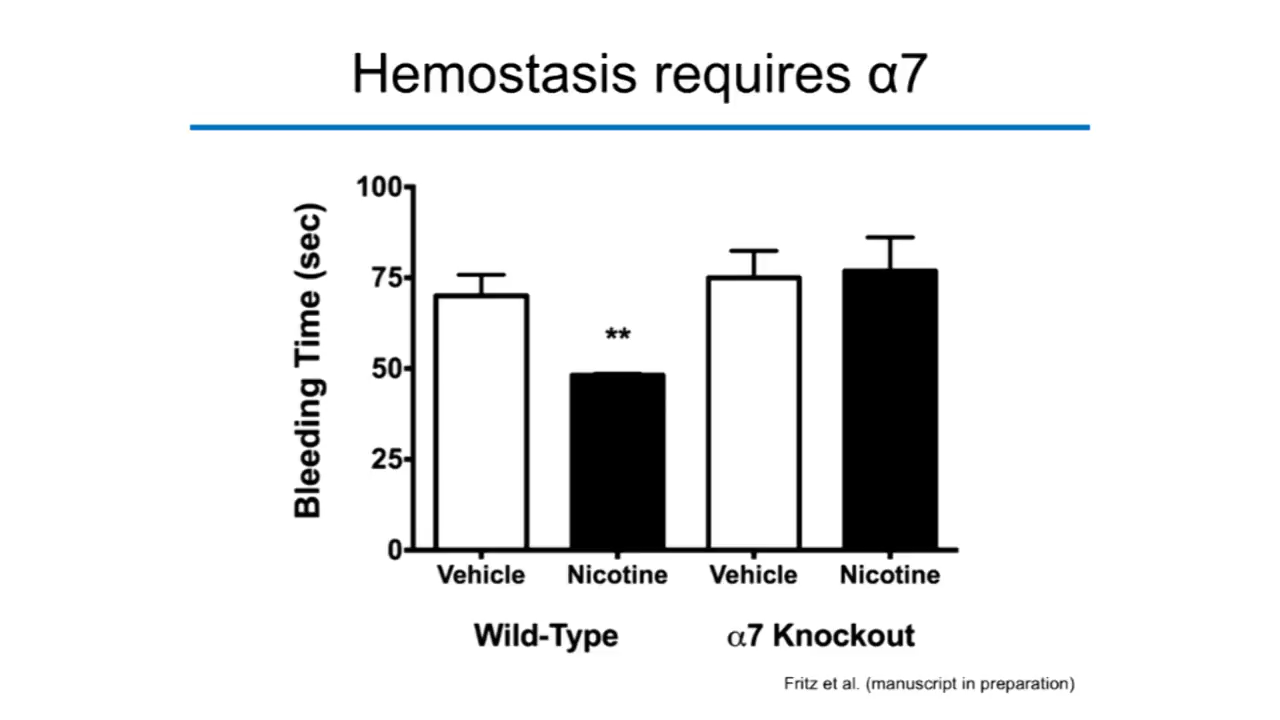 Hemostasis requires α7
Bleeding Time (sec)
100
75
50
25
0
**
Vehicle Nicotine Vehicle Nicotine
Wild-Type α7 Knockout
Fritz et al. (manuscript in preparation)